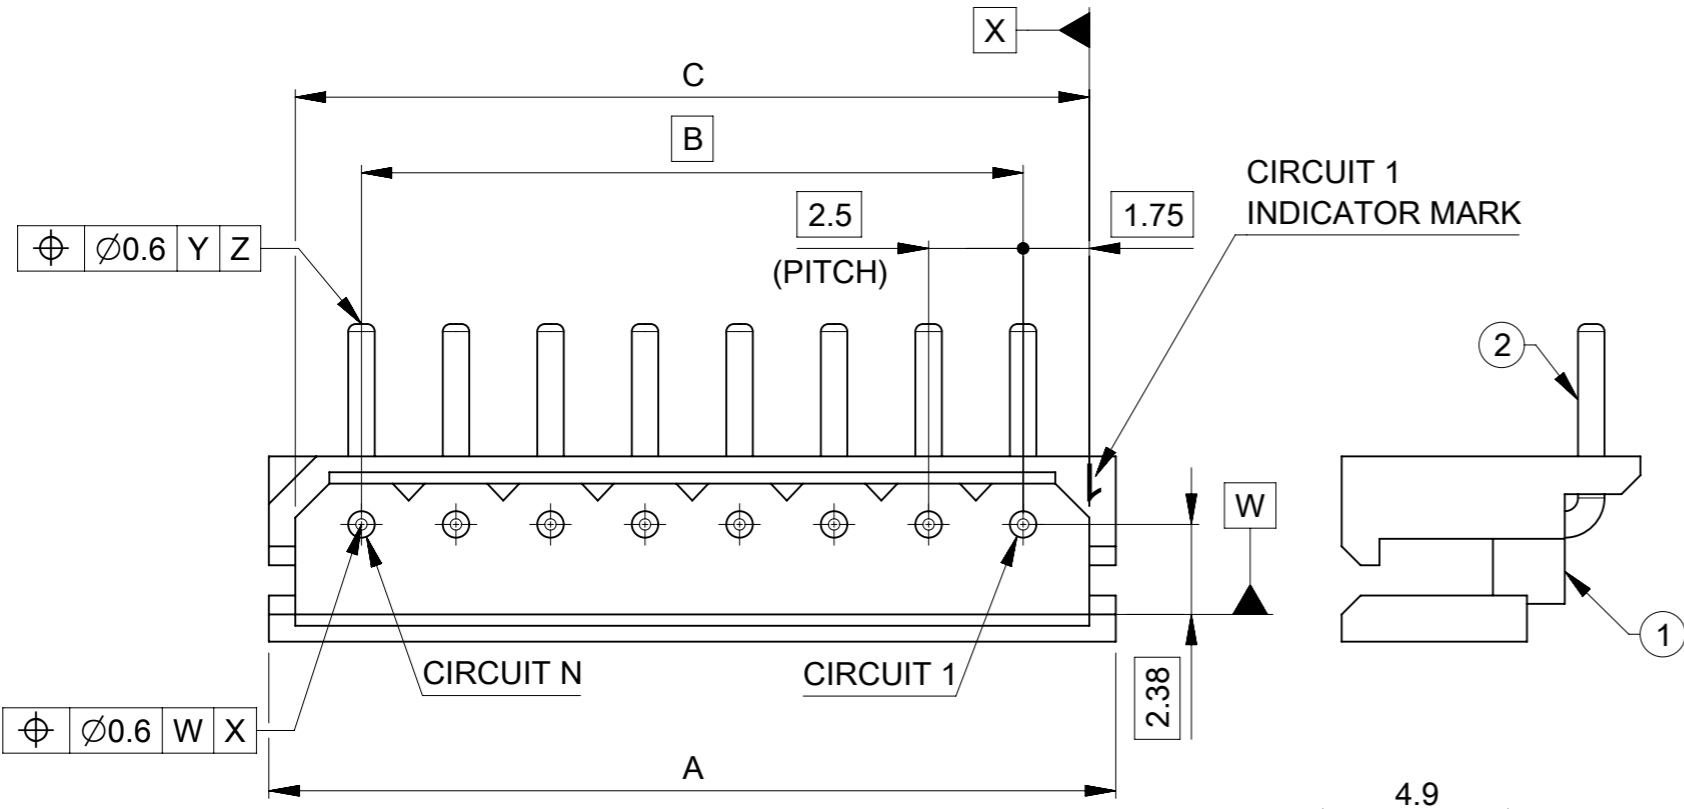 X
C
B
CIRCUIT 1
INDICATOR MARK
2.5
1.75
(PITCH)
⌖ ∅0.6 Y Z
2
W
1
CIRCUIT N
CIRCUIT 1
2.38
⌖ ∅0.6 W X
A
4.9